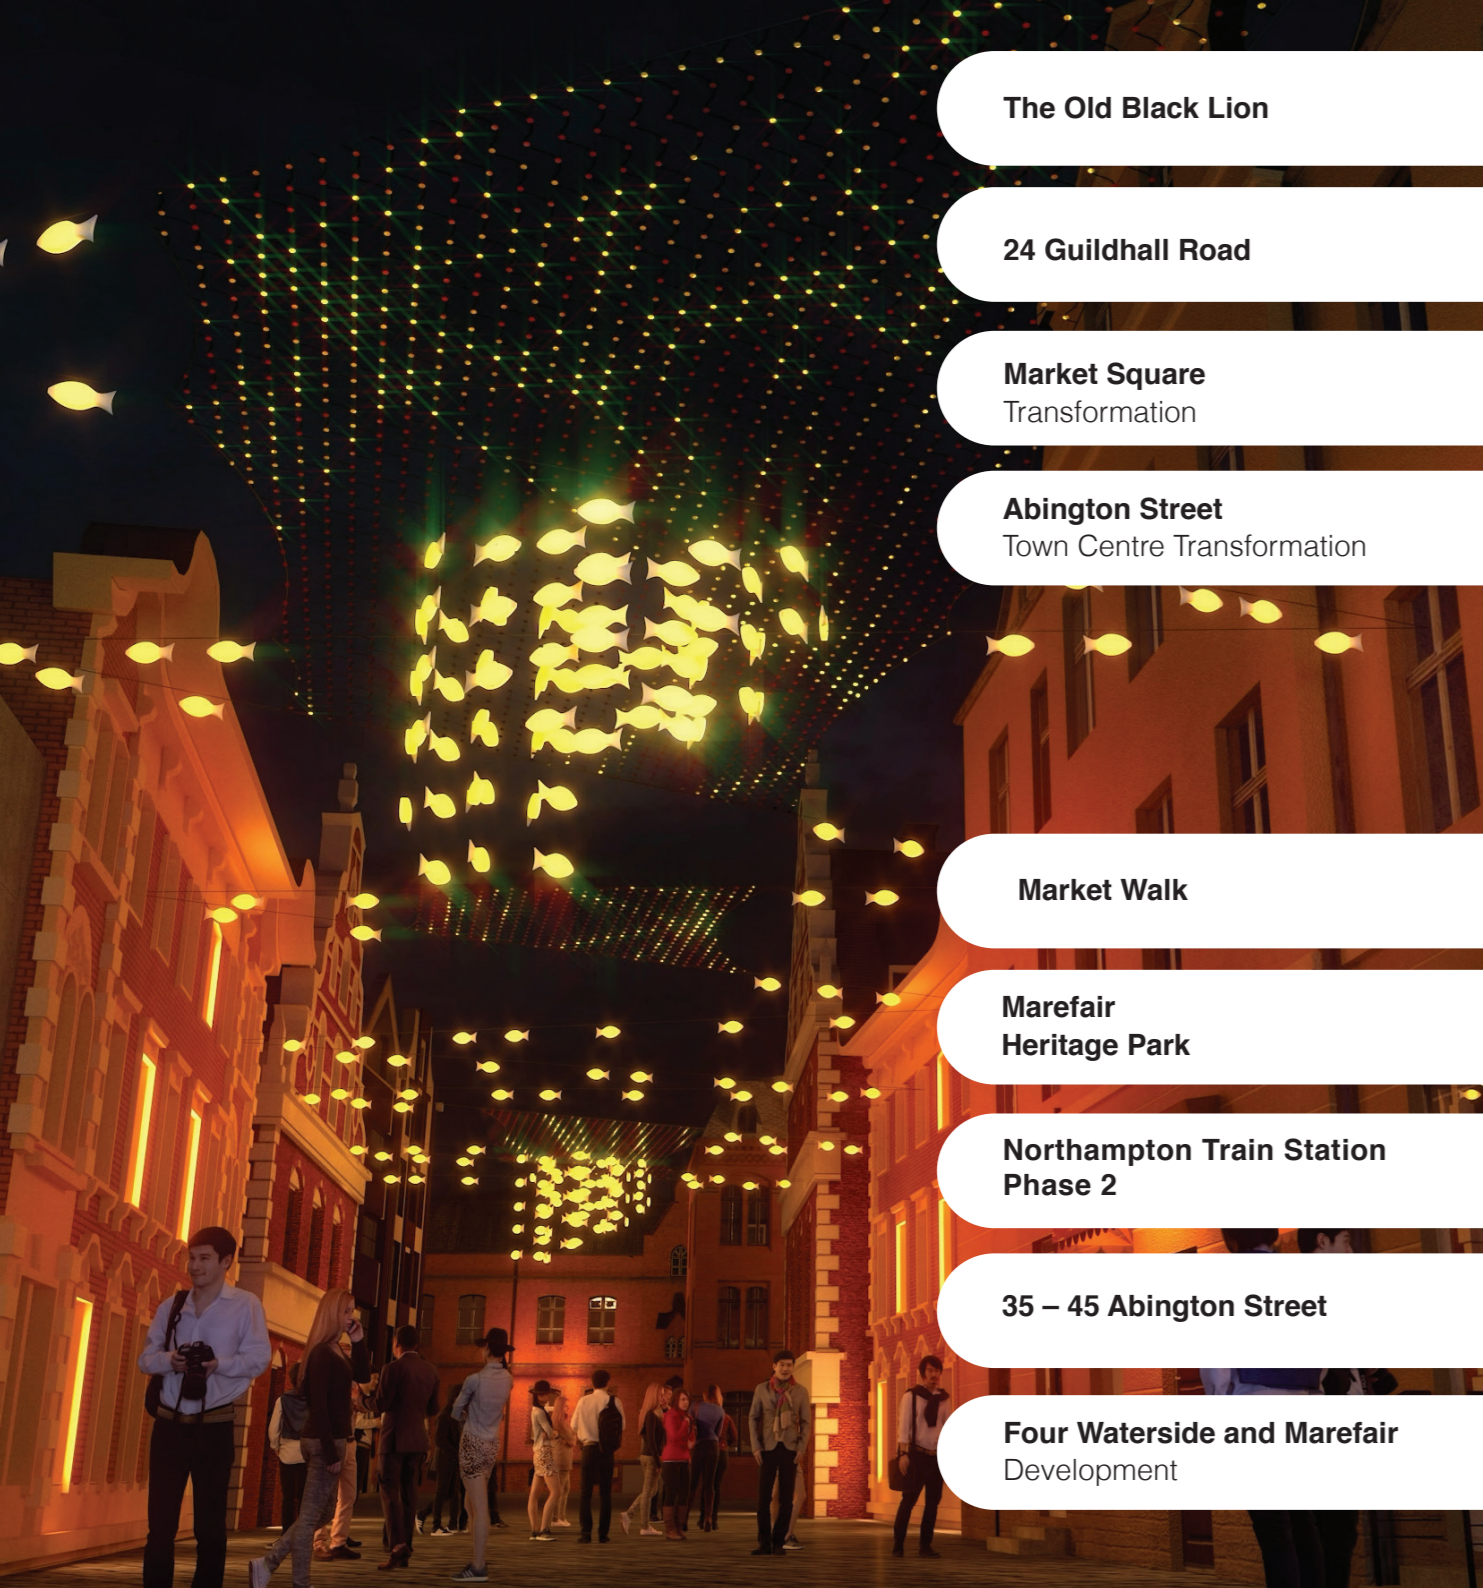 The Old Black Lion
24 Guildhall Road
Market Square
Transformation
Abington Street
Town Centre Transformation
Market Walk
Marefair
Heritage Park
Northampton Train Station
Phase 2
35 – 45 Abington Street
Four Waterside and Marefair
Development